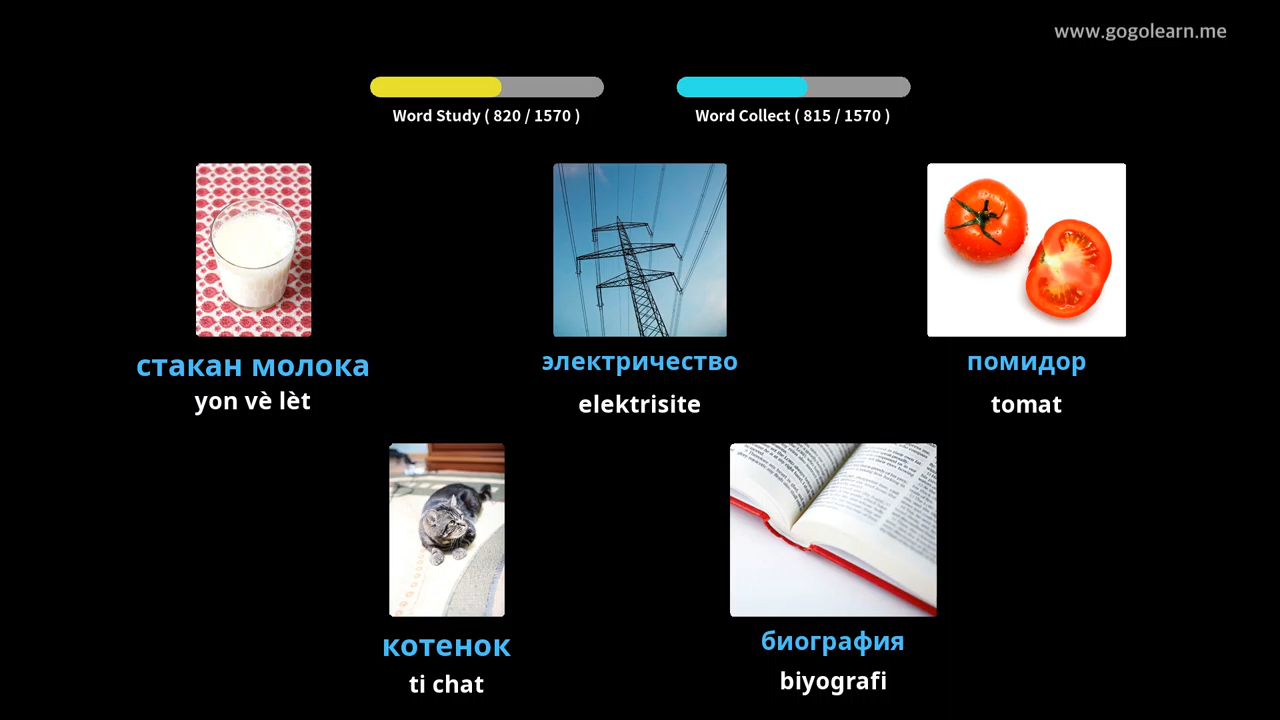 www.gogolearn.me
Word Study ( 820 / 1570 )
Word Collect ( 815 / 1570 )
стакан молока
yon vè lèt
электричество
elektrisite
помидор
tomat
котенок
ti chat
биография
biyografi